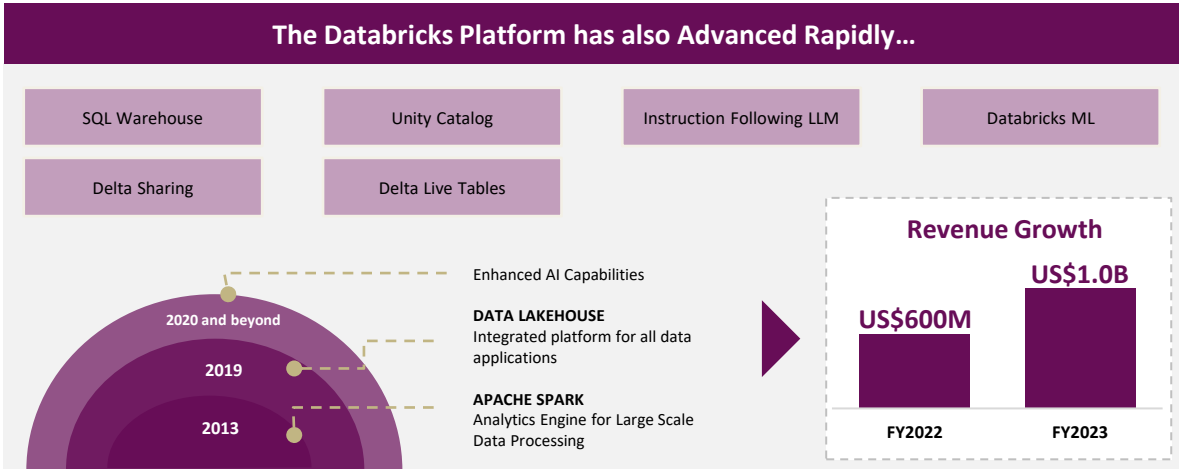 The Databricks Platform has also Advanced Rapidly…
SQL Warehouse
Unity Catalog
Instruction Following LLM
Databricks ML
Delta Sharing
Delta Live Tables
2020 and beyond
2019
2013
Enhanced AI Capabilities
DATA LAKEHOUSE
Integrated platform for all data
applications
APACHE SPARK
Analytics Engine for Large Scale
Data Processing
Revenue Growth
US$600M
US$1.0B
FY2022
FY2023